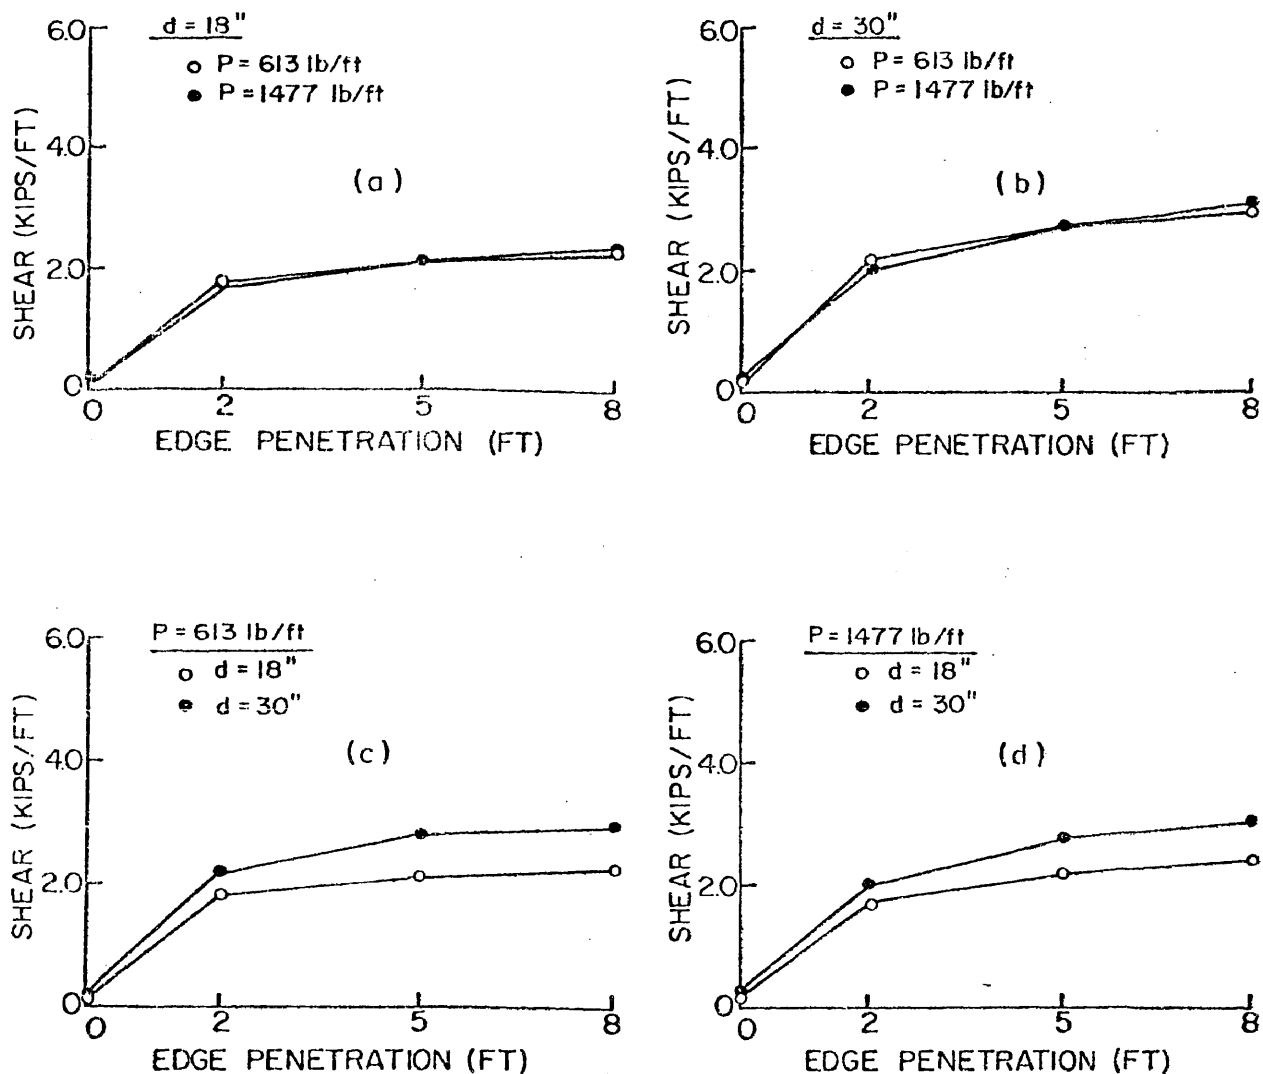 d = 18"
P = 613 lb/ft
P = 1477 lb/ft
6.0
4.0
2.0
0
SHEAR (KIPS/FT)
(a)
0 2 5 8
EDGE PENETRATION (FT)
d = 30"
P = 613 lb/ft
P = 1477 lb/ft
6.0
4.0
2.0
0
SHEAR (KIPS/FT)
(b)
0 2 5 8
EDGE PENETRATION (FT)
P = 613 lb/ft
d = 18"
d = 30"
6.0
4.0
2.0
0
SHEAR (KIPS/FT)
(c)
0 2 5 8
EDGE PENETRATION (FT)
P = 1477 lb/ft
d = 18"
d = 30"
6.0
4.0
2.0
0
SHEAR (KIPS/FT)
(d)
0 2 5 8
EDGE PENETRATION (FT)